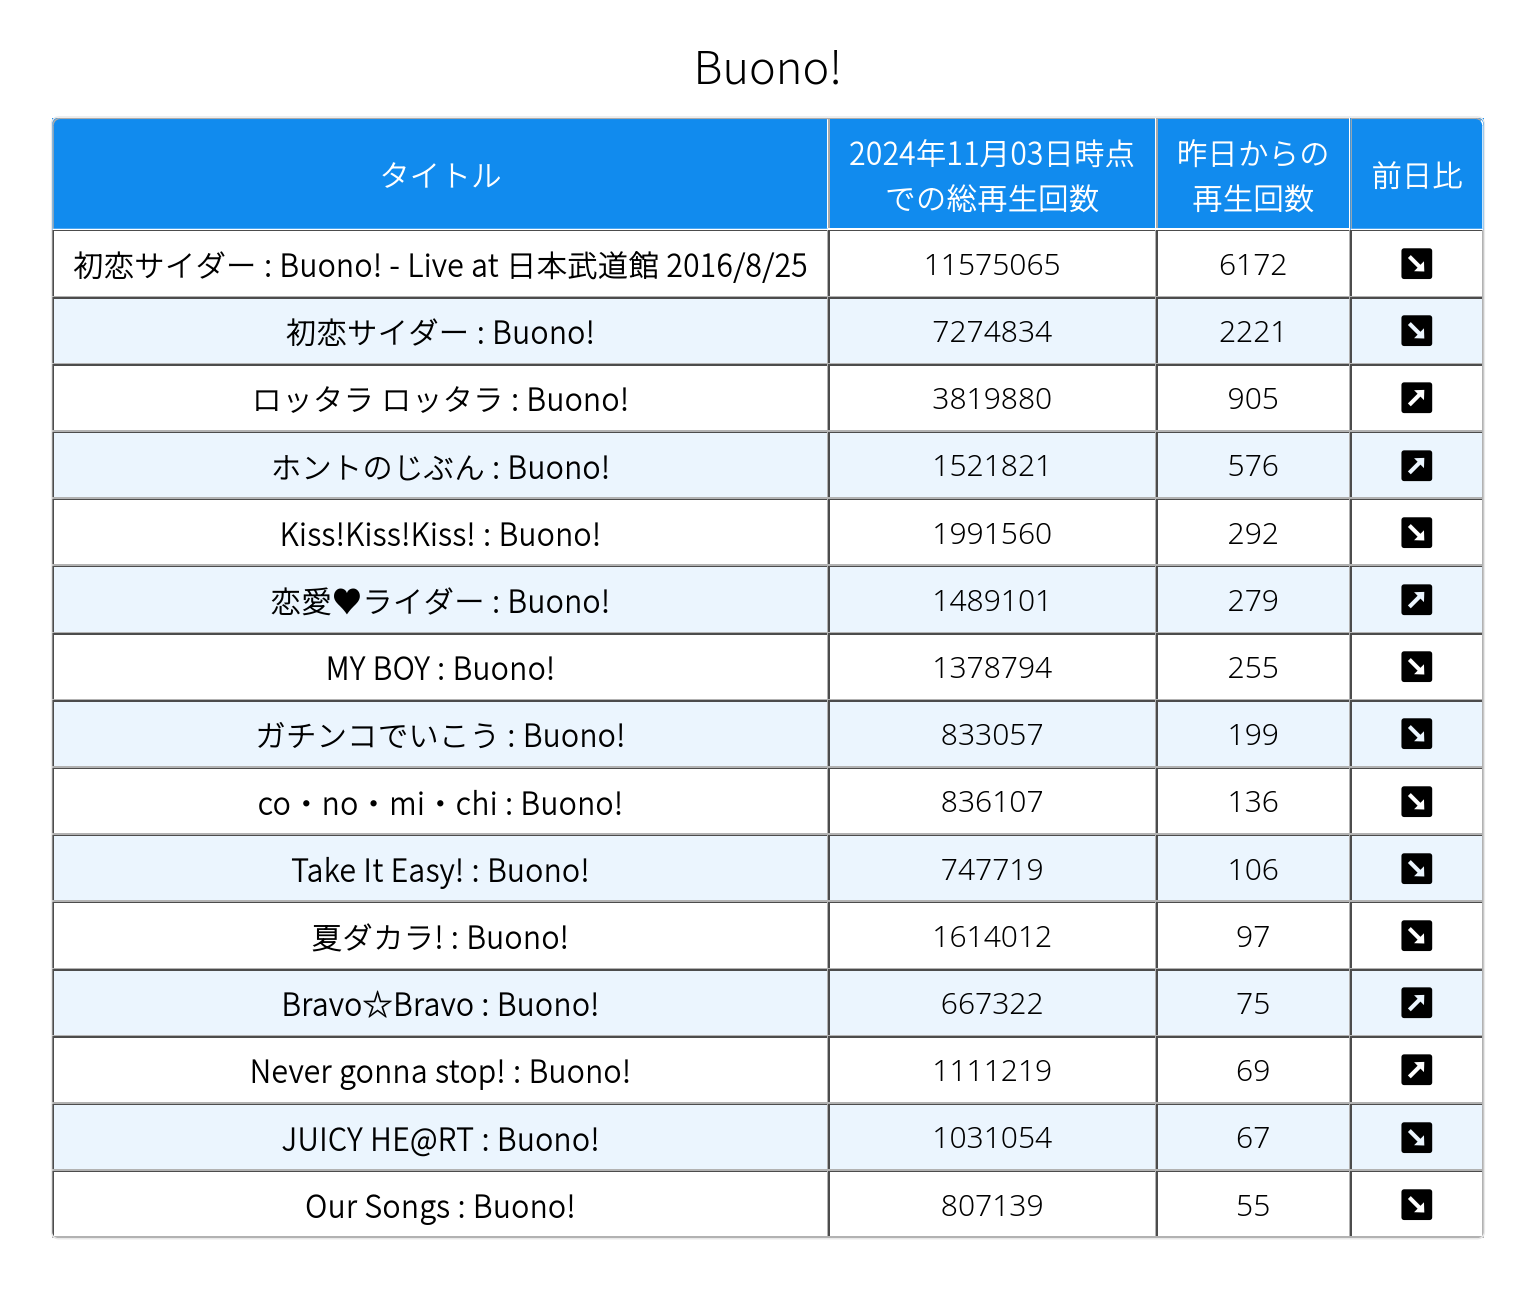 Buono!
タイトル 2024年11月03日時点での総再生回数 昨日からの再生回数 前日比
初恋サイダー : Buono! - Live at 日本武道館 2016/8/25 11575065 6172 ↘
初恋サイダー : Buono! 7274834 2221 ↘
ロッタラ ロッタラ : Buono! 3819880 905 ↗
ホントのじぶん : Buono! 1521821 576 ↗
Kiss!Kiss!Kiss! : Buono! 1991560 292 ↘
恋愛♥ライダー : Buono! 1489101 279 ↗
MY BOY : Buono! 1378794 255 ↘
ガチンコでいこう : Buono! 833057 199 ↘
co・no・mi・chi : Buono! 836107 136 ↘
Take It Easy! : Buono! 747719 106 ↘
夏ダカラ! : Buono! 1614012 97 ↘
Bravo☆Bravo : Buono! 667322 75 ↗
Never gonna stop! : Buono! 1111219 69 ↗
JUICY HE@RT : Buono! 1031054 67 ↘
Our Songs : Buono! 807139 55 ↘